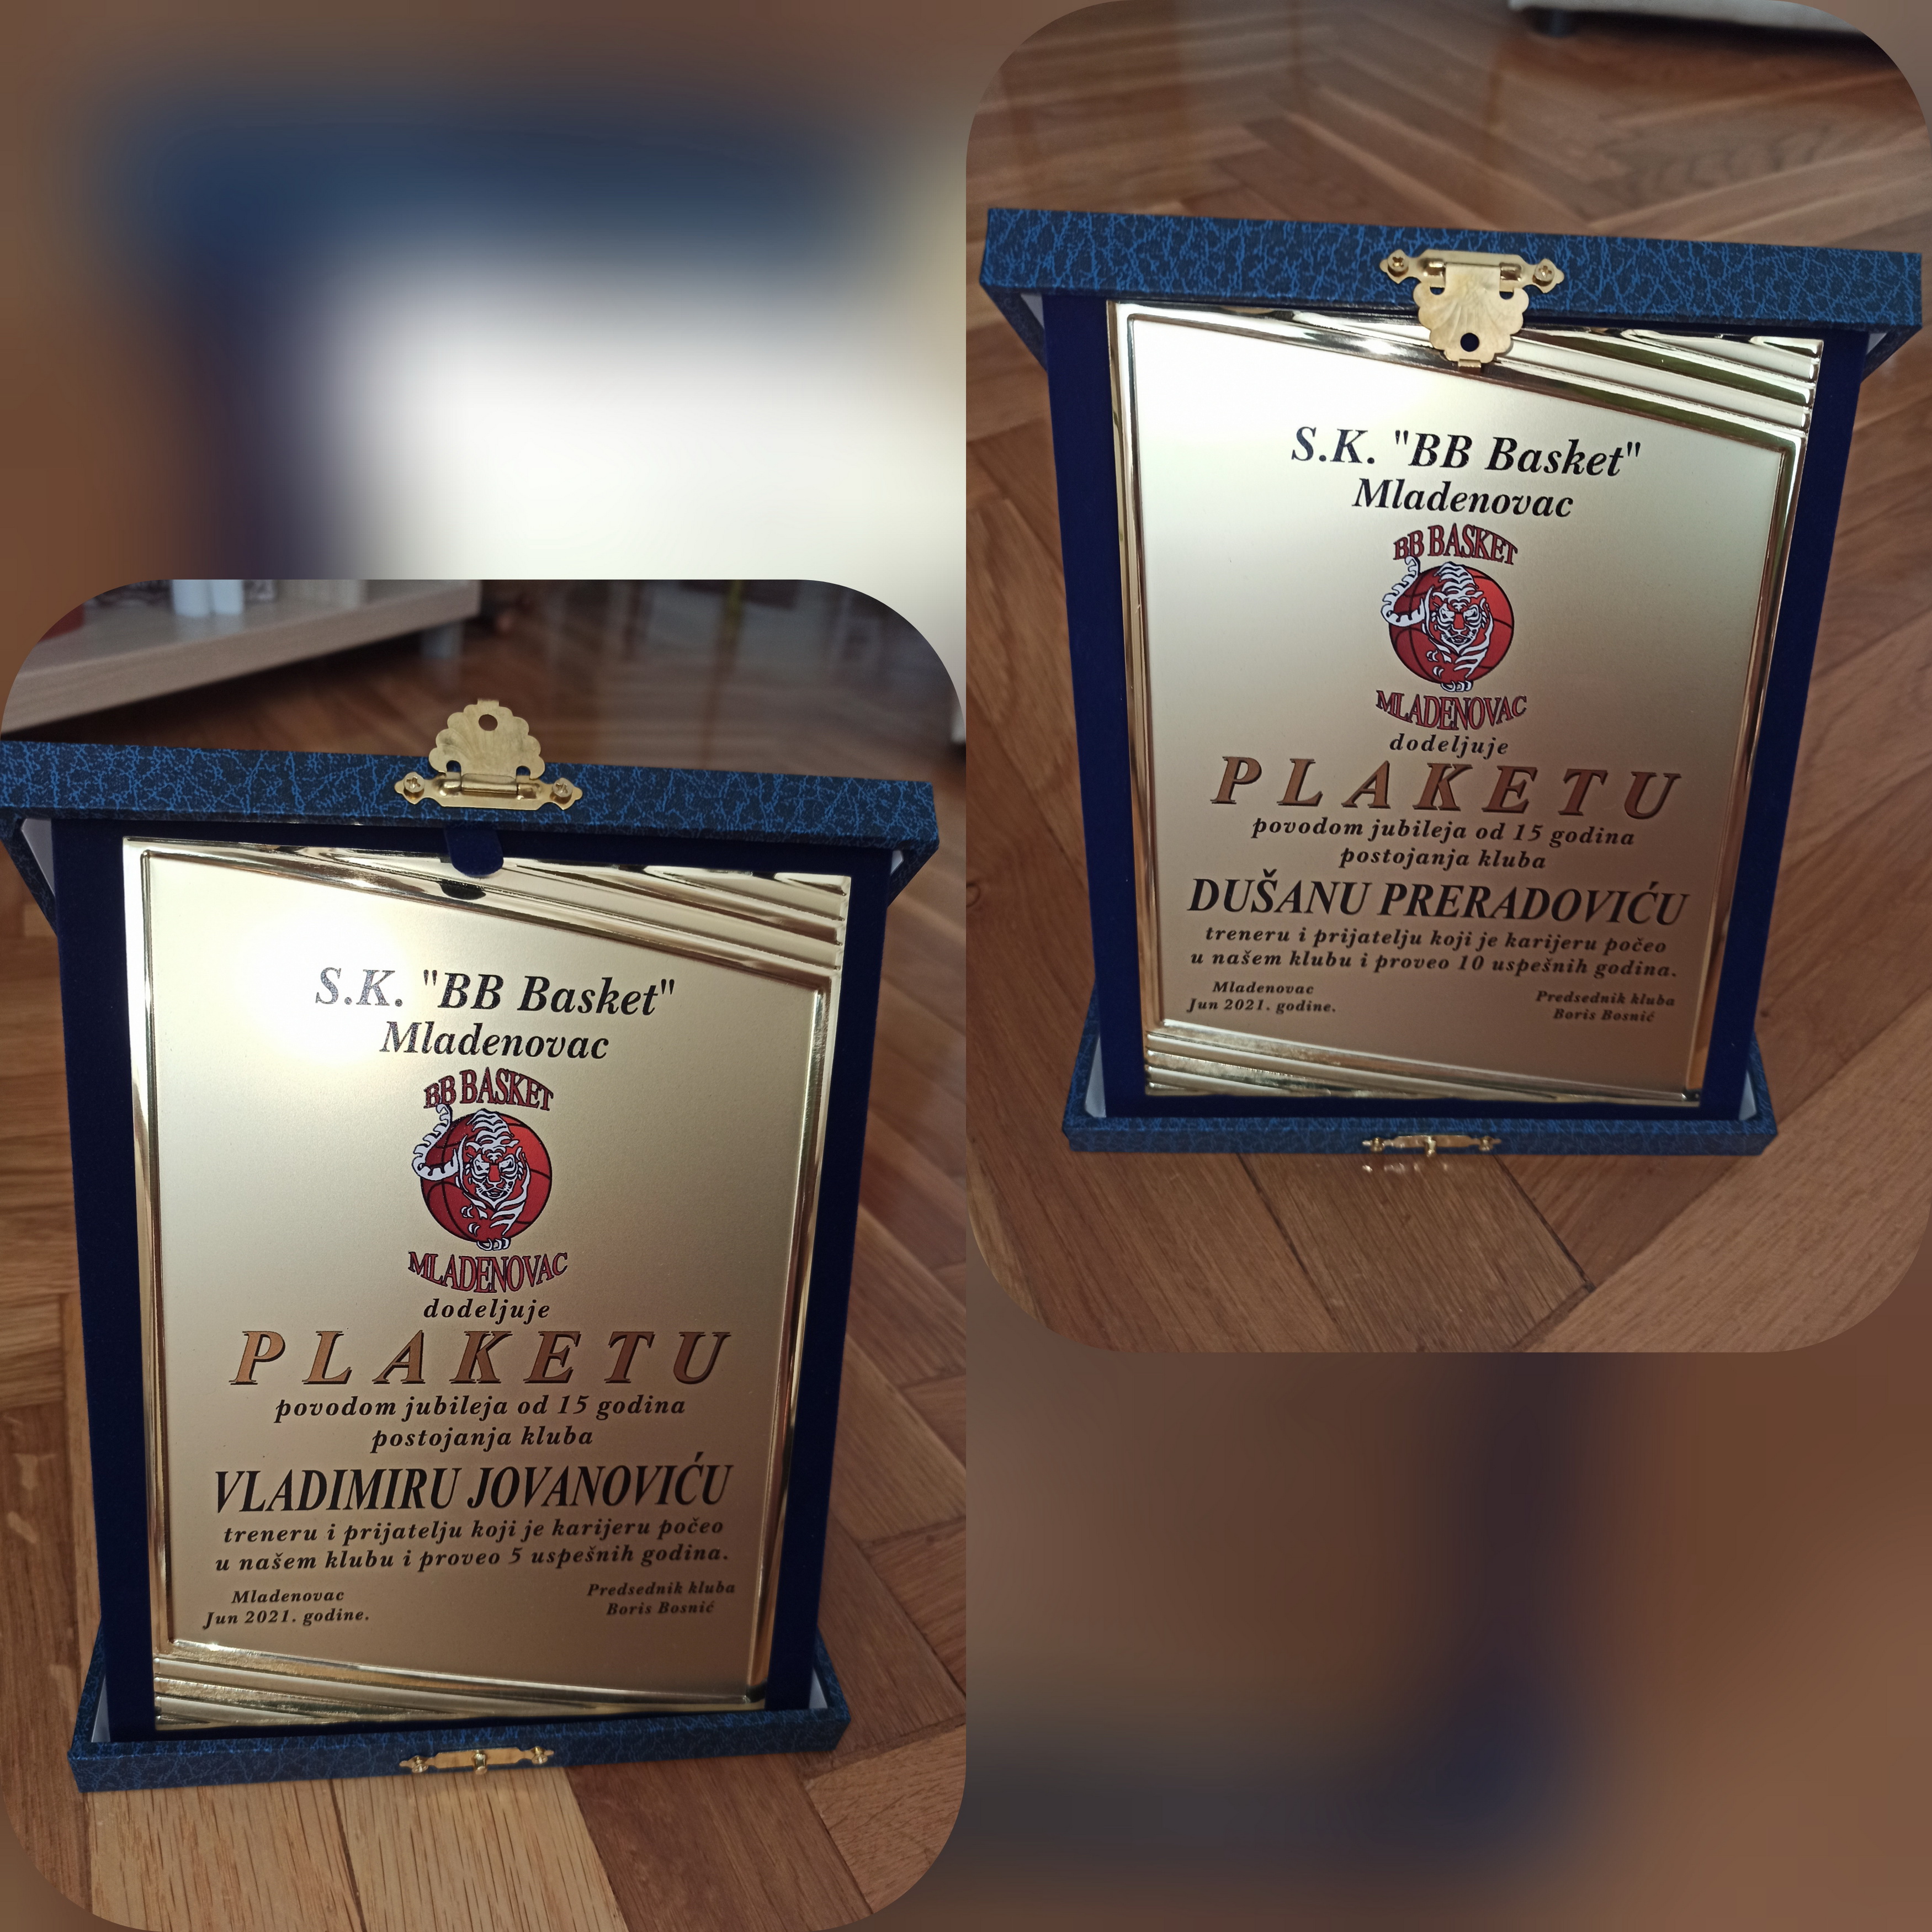 S.K. "BB Basket"
Mladenovac
BB BASKET
MLADENOVAC
dodeljuje
PLAKETU
povodom jubileja od 15 godina
postojanja kluba
VLADIMIRU JOVANOVIĆU
treneru i prijatelju koji je karijeru počeo
u našem klubu i proveo 5 uspešnih godina.
Mladenovac
Jun 2021. godine.
Predsednik kluba
Boris Bosnić
S.K. "BB Basket"
Mladenovac
BB BASKET
MLADENOVAC
dodeljuje
PLAKETU
povodom jubileja od 15 godina
postojanja kluba
DUŠANU PRERADOVIĆU
treneru i prijatelju koji je karijeru počeo
u našem klubu i proveo 10 uspešnih godina.
Mladenovac
Jun 2021. godine.
Predsednik kluba
Boris Bosnić